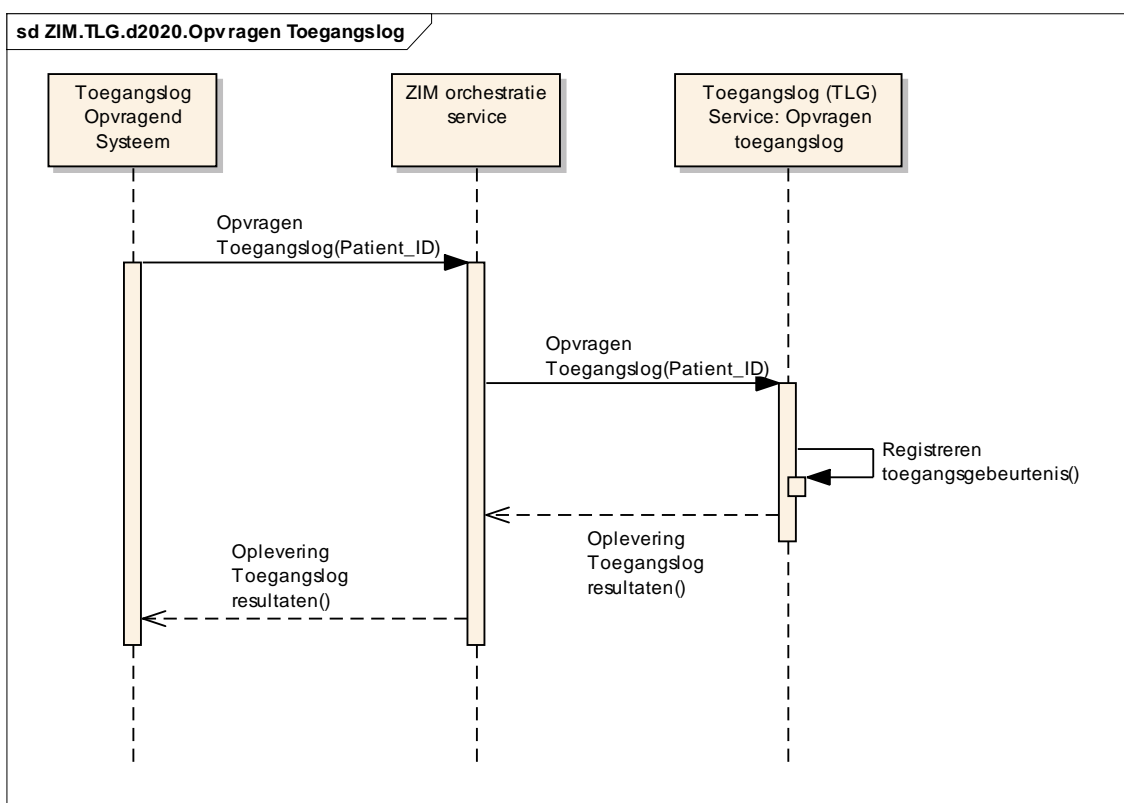 sd ZIM.TLG.d2020.Opvragen Toegangslog
Toegangslog
Opvragend
Systeem
ZIM orchestratie
service
Toegangslog (TLG)
Service: Opvragen
toegangslog
Opvragen
Toegangslog(Patient_ID)
Opvragen
Toegangslog(Patient_ID)
Registreren
toegangsgebeurtenis()
Oplevering
Toegangslog
resultaten()
Oplevering
Toegangslog
resultaten()